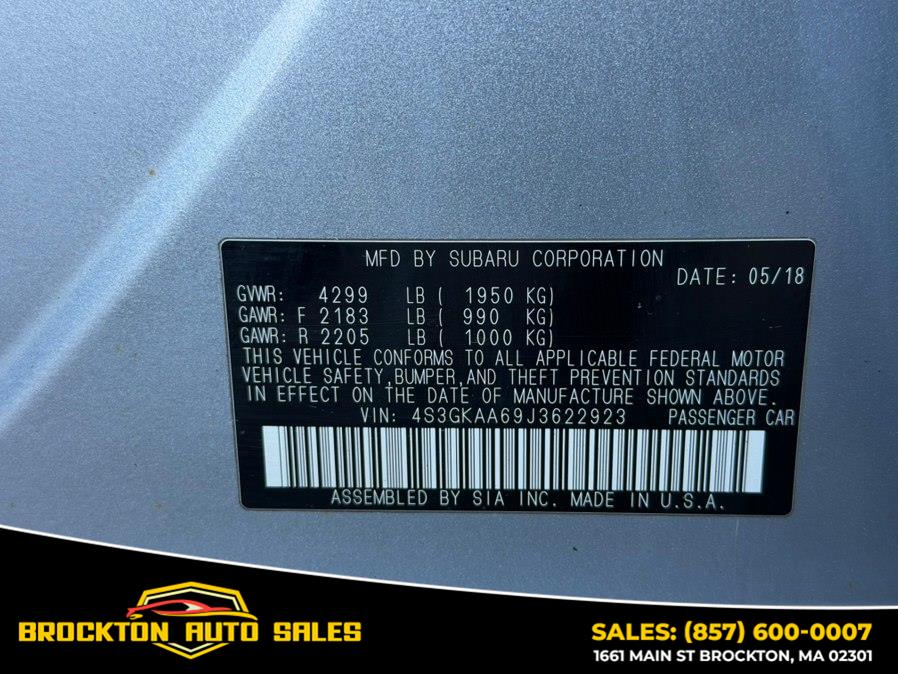 MFD BY SUBARU CORPORATION
DATE: 05/18
GVWR: 4299 LB ( 1950 KG)
GAWR: F 2183 LB ( 990 KG)
GAWR: R 2205 LB ( 1000 KG)
THIS VEHICLE CONFORMS TO ALL APPLICABLE FEDERAL MOTOR
VEHICLE SAFETY,BUMPER,AND THEFT PREVENTION STANDARDS
IN EFFECT ON THE DATE OF MANUFACTURE SHOWN ABOVE.
VIN: 4S3GKAA69J3622923 PASSENGER CAR
ASSEMBLED BY SIA INC. MADE IN U.S.A.
BROCKTON AUTO SALES
SALES: (857) 600-0007
1661 MAIN ST BROCKTON, MA 02301